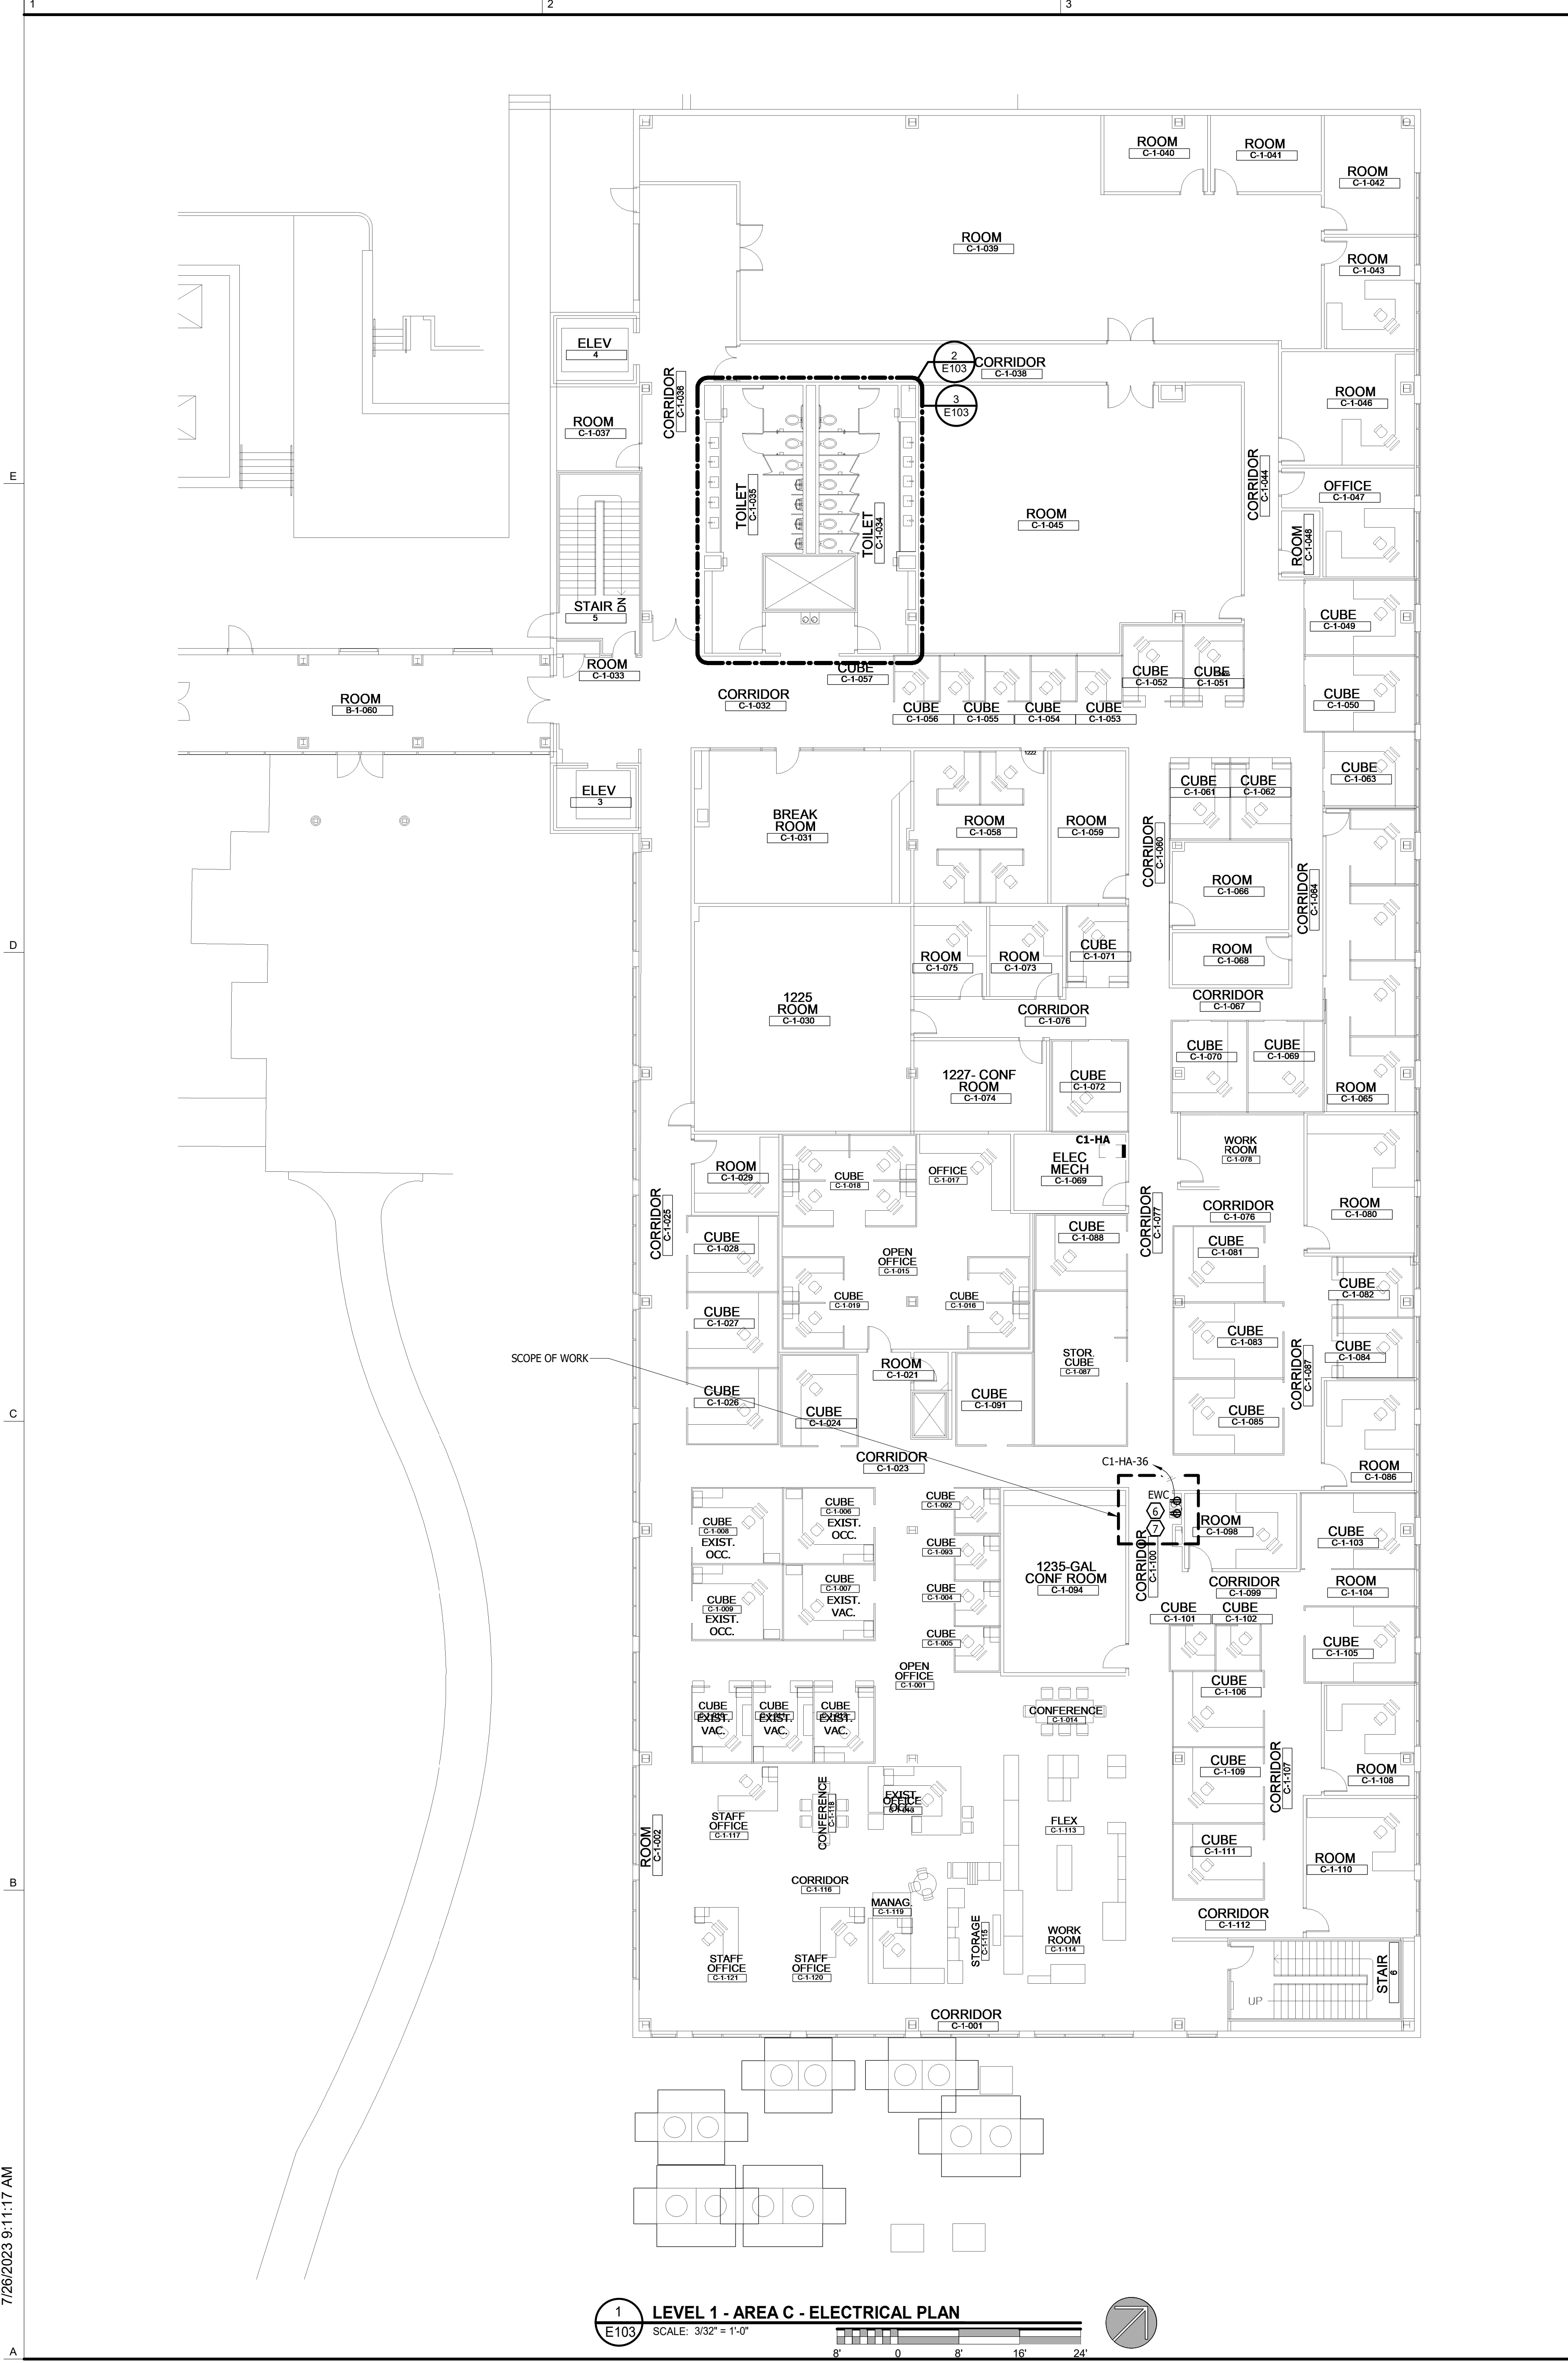 1
2
3
ROOM
C-1-040
ROOM
C-1-041
ROOM
C-1-042
ROOM
C-1-039
ROOM
C-1-043
ELEV
4
2
E103
CORRIDOR
C-1-038
3
E103
CORRIDOR
C-1-036
ROOM
C-1-037
ROOM
C-1-046
E
TOILET
C-1-035
TOILET
C-1-034
ROOM
C-1-045
CORRIDOR
C-1-044
OFFICE
C-1-047
ROOM
C-1-048
STAIR
5
DN
CUBE
C-1-049
ROOM
C-1-033
CUBE
C-1-057
CUBE
C-1-052
CUBE
C-1-051
ROOM
B-1-060
CORRIDOR
C-1-032
CUBE
C-1-056
CUBE
C-1-055
CUBE
C-1-054
CUBE
C-1-053
CUBE
C-1-050
1222
ELEV
3
CUBE
C-1-061
CUBE
C-1-062
CUBE
C-1-063
BREAK
ROOM
C-1-031
ROOM
C-1-058
ROOM
C-1-059
CORRIDOR
C-1-060
ROOM
C-1-066
CORRIDOR
C-1-064
D
ROOM
C-1-075
ROOM
C-1-073
CUBE
C-1-071
ROOM
C-1-068
1225
ROOM
C-1-030
CORRIDOR
C-1-076
CORRIDOR
C-1-067
CUBE
C-1-070
CUBE
C-1-069
1227- CONF
ROOM
C-1-074
CUBE
C-1-072
ROOM
C-1-065
C1-HA
ELEC
MECH
C-1-069
WORK
ROOM
C-1-078
ROOM
C-1-029
CUBE
C-1-018
OFFICE
C-1-017
CORRIDOR
C-1-025
CORRIDOR
C-1-077
CORRIDOR
C-1-076
ROOM
C-1-080
CUBE
C-1-028
CUBE
C-1-088
CUBE
C-1-081
OPEN
OFFICE
C-1-015
CUBE
C-1-027
CUBE
C-1-019
CUBE
C-1-016
CUBE
C-1-082
CUBE
C-1-083
SCOPE OF WORK
ROOM
C-1-021
STOR.
CUBE
C-1-087
CORRIDOR
C-1-087
CUBE
C-1-084
C
CUBE
C-1-026
CUBE
C-1-024
CUBE
C-1-091
CUBE
C-1-085
CORRIDOR
C-1-023
C1-HA-36
ROOM
C-1-086
EWC
6
7
CUBE
C-1-008
EXIST.
OCC.
CUBE
C-1-006
EXIST.
OCC.
CUBE
C-1-092
ROOM
C-1-098
CUBE
C-1-103
CUBE
C-1-093
1235-GAL
CONF ROOM
C-1-094
CORRIDOR
C-1-100
CUBE
C-1-009
EXIST.
OCC.
CUBE
C-1-007
EXIST.
VAC.
CUBE
C-1-004
CORRIDOR
C-1-099
ROOM
C-1-104
CUBE
C-1-101
CUBE
C-1-102
CUBE
C-1-005
CUBE
C-1-105
OPEN
OFFICE
C-1-001
CUBE
EXIST.
VAC.
CUBE
EXIST.
VAC.
CUBE
EXIST.
VAC.
CONFERENCE
C-1-014
CUBE
C-1-106
CUBE
C-1-109
CORRIDOR
C-1-107
ROOM
C-1-108
STAFF
OFFICE
C-1-117
CONFERENCE
C-1-118
EXIST.
OFFICE
FLEX
C-1-113
ROOM
C-1-002
CUBE
C-1-111
ROOM
C-1-110
B
CORRIDOR
C-1-116
MANAG.
C-1-119
CORRIDOR
C-1-112
STORAGE
C-1-115
WORK
ROOM
C-1-114
STAFF
OFFICE
C-1-121
STAFF
OFFICE
C-1-120
STAIR
6
UP
CORRIDOR
C-1-001
7/26/2023 9:11:17 AM
1
E103
LEVEL 1 - AREA C - ELECTRICAL PLAN
SCALE: 3/32" = 1'-0"
8'
0
8'
16'
24'
A